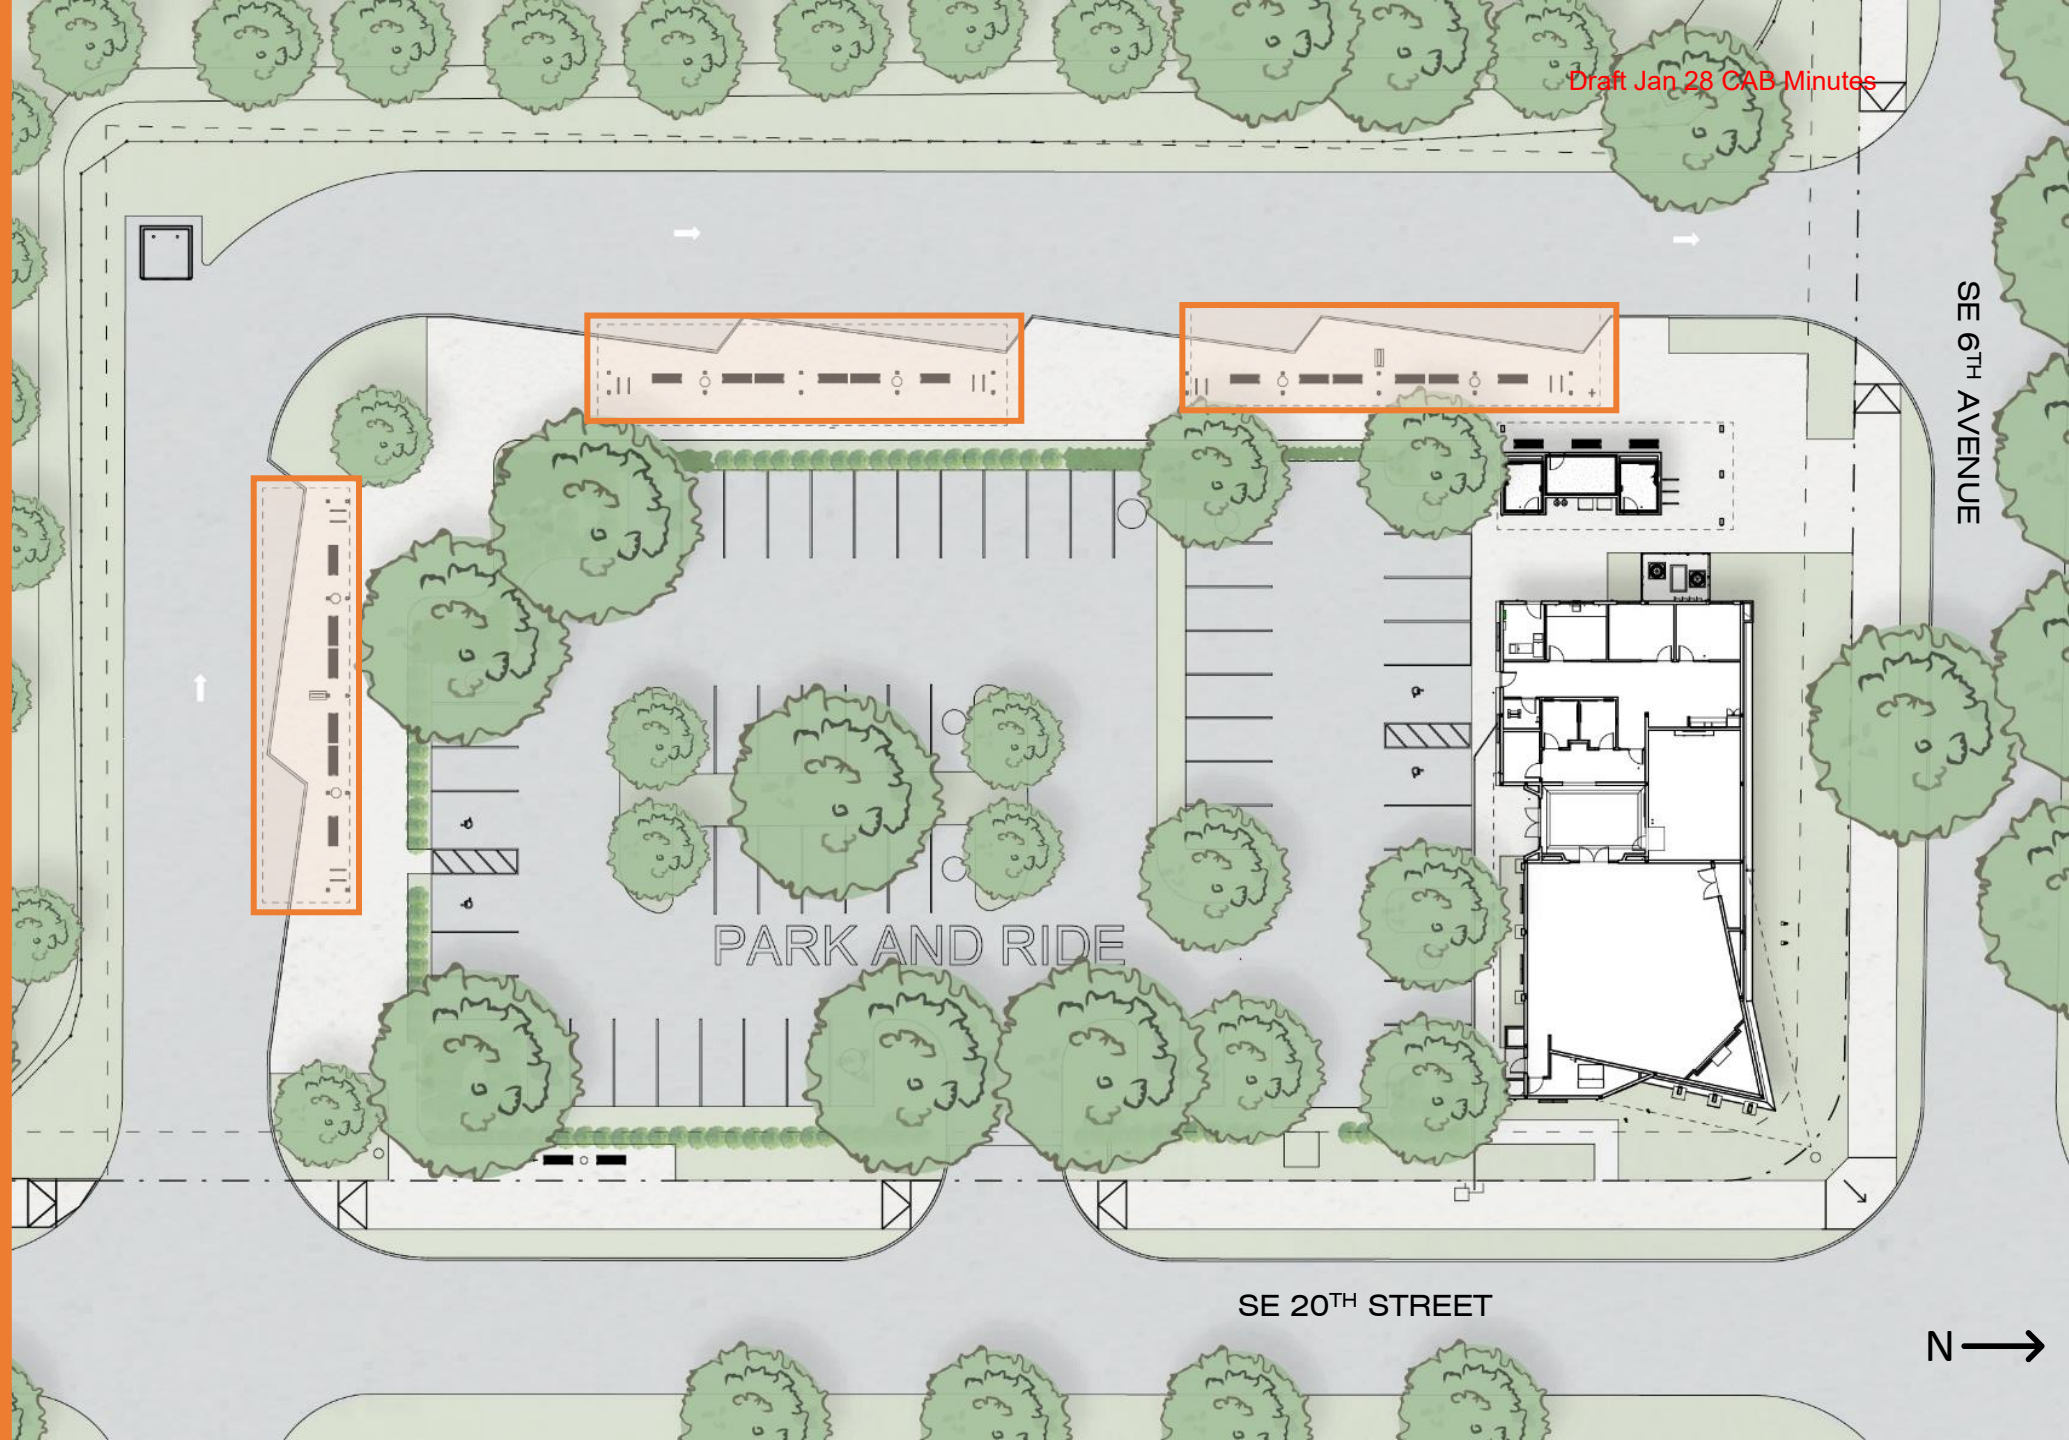 Draft Jan 28 CAB Minutes
SE 6TH AVENUE
PARK AND RIDE
SE 20TH STREET
N